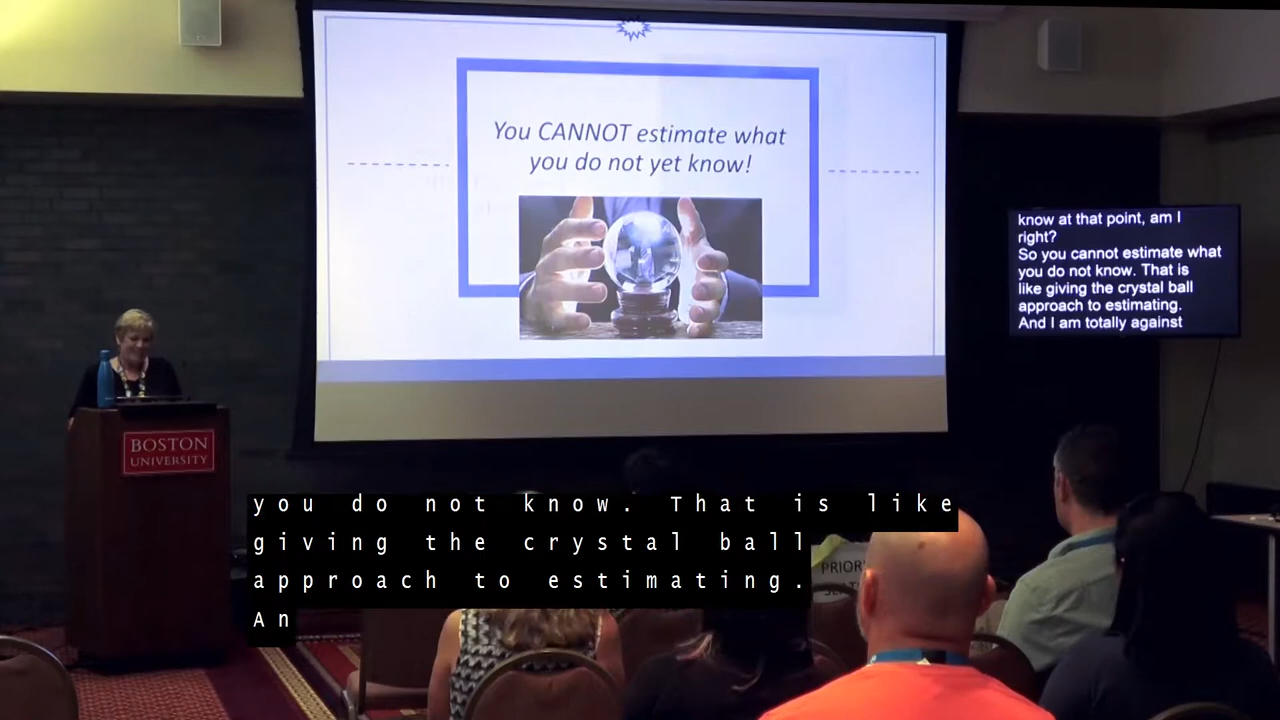 You CANNOT estimate what
you do not yet know!
know at that point, am I
right?
So you cannot estimate what
you do not know. That is
like giving the crystal ball
approach to estimating.
And I am totally against
BOSTON
UNIVERSITY
you do not know. That is like
giving the crystal ball
approach to estimating.
An